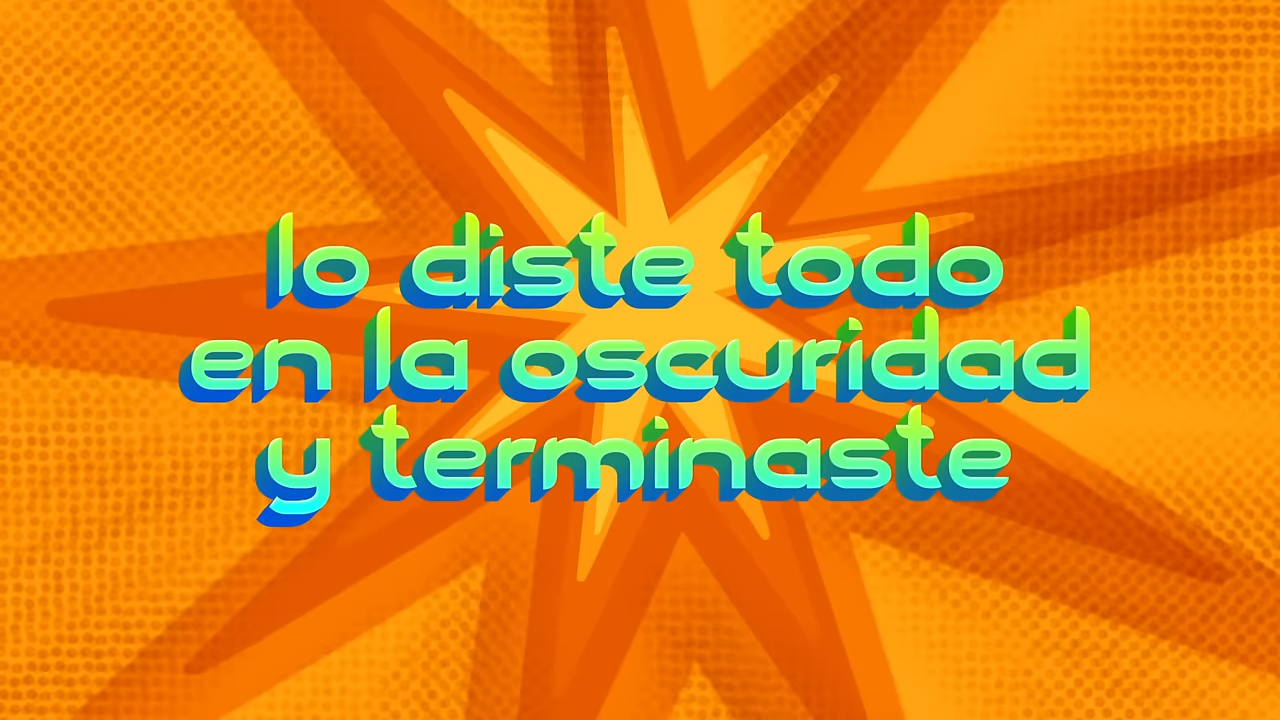 lo diste todo
en la oscuridad
y terminaste